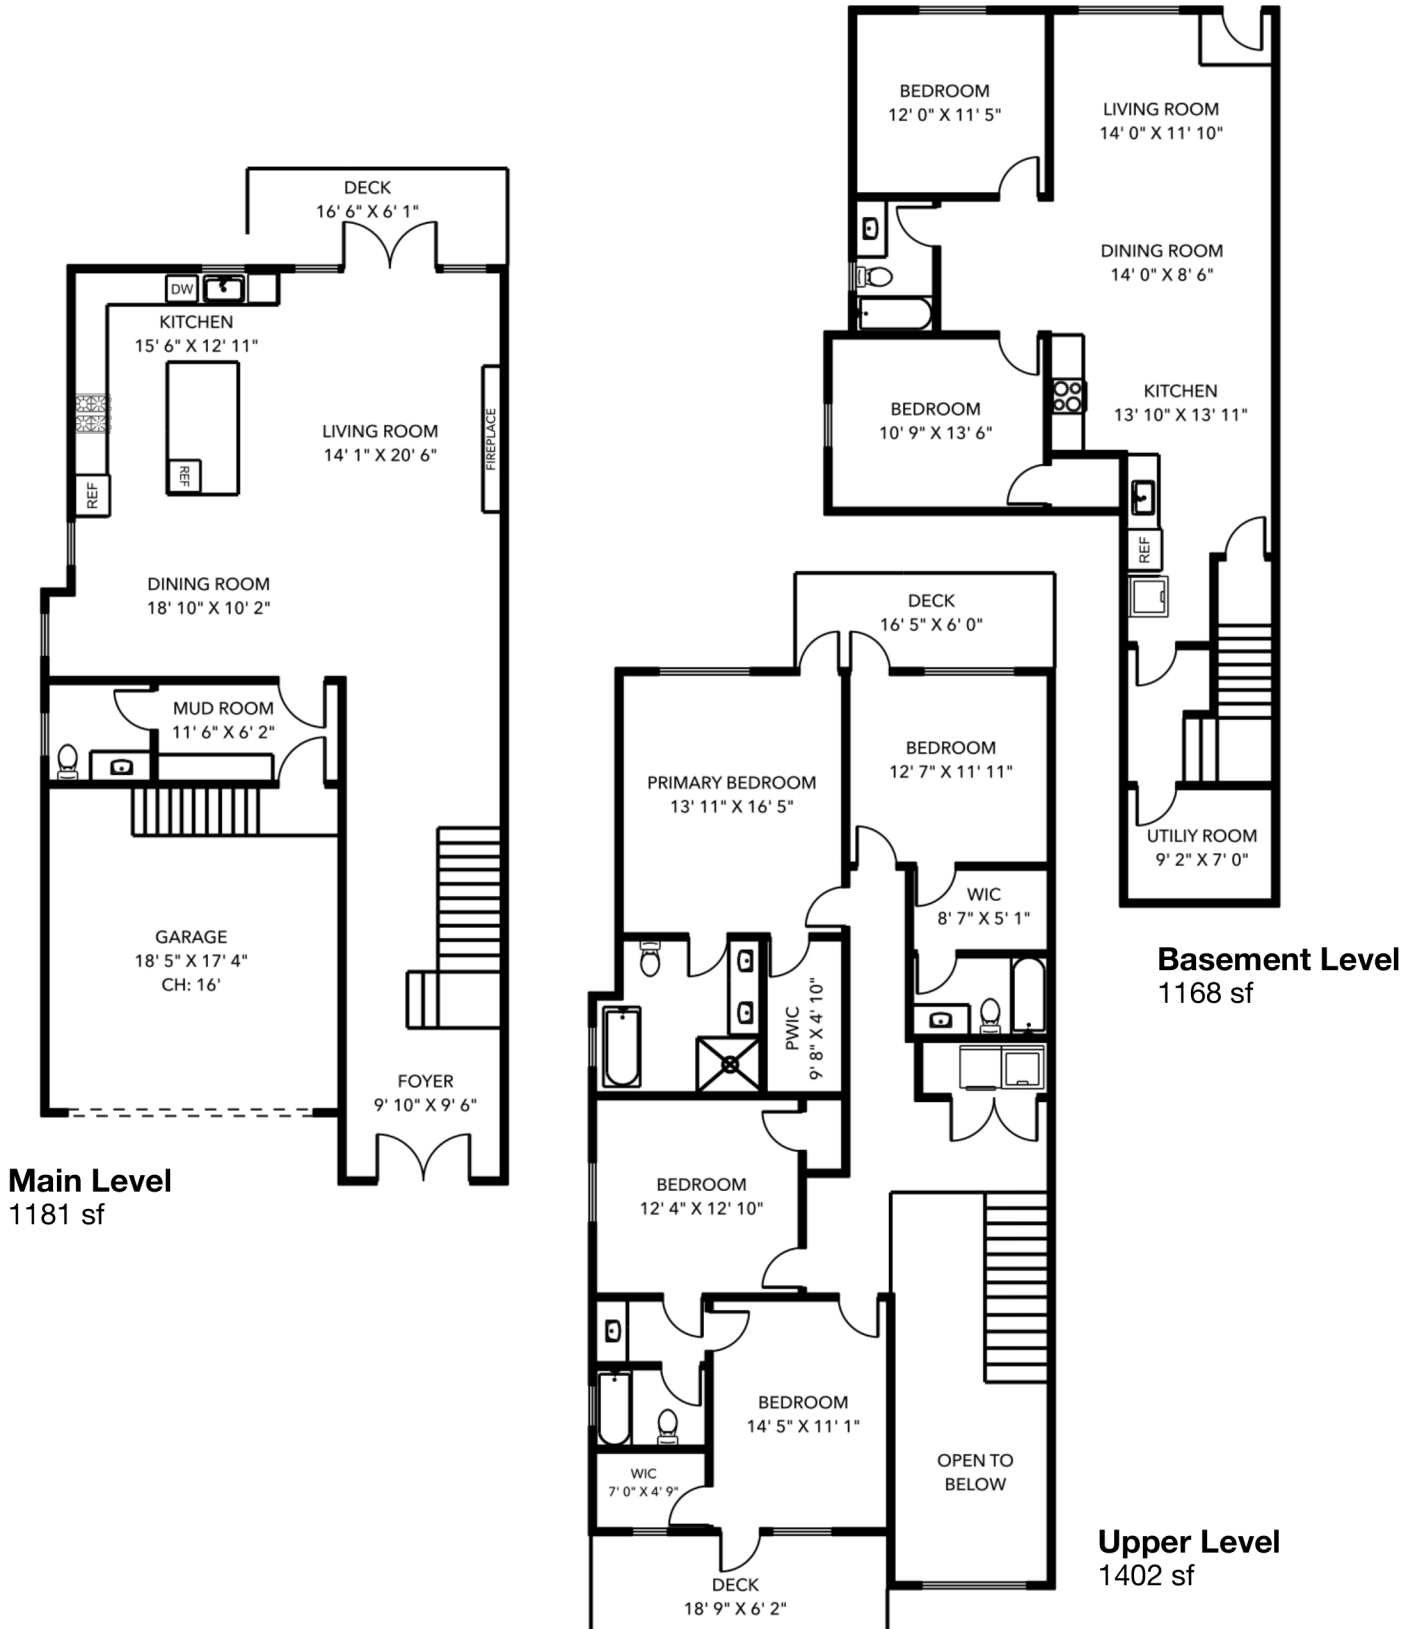 DECK
16' 6" X 6' 1"
DW
KITCHEN
15' 6" X 12' 11"
LIVING ROOM
14' 1" X 20' 6"
FIREPLACE
REF
REF
DINING ROOM
18' 10" X 10' 2"
MUD ROOM
11' 6" X 6' 2"
GARAGE
18' 5" X 17' 4"
CH: 16'
FOYER
9' 10" X 9' 6"
Main Level
1181 sf
BEDROOM
12' 0" X 11' 5"
LIVING ROOM
14' 0" X 11' 10"
DINING ROOM
14' 0" X 8' 6"
KITCHEN
13' 10" X 13' 11"
BEDROOM
10' 9" X 13' 6"
REF
UTILIY ROOM
9' 2" X 7' 0"
Basement Level
1168 sf
DECK
16' 5" X 6' 0"
BEDROOM
12' 7" X 11' 11"
PRIMARY BEDROOM
13' 11" X 16' 5"
WIC
8' 7" X 5' 1"
PWIC
9' 8" X 4' 10"
BEDROOM
12' 4" X 12' 10"
BEDROOM
14' 5" X 11' 1"
WIC
7' 0" X 4' 9"
OPEN TO
BELOW
DECK
18' 9" X 6' 2"
Upper Level
1402 sf